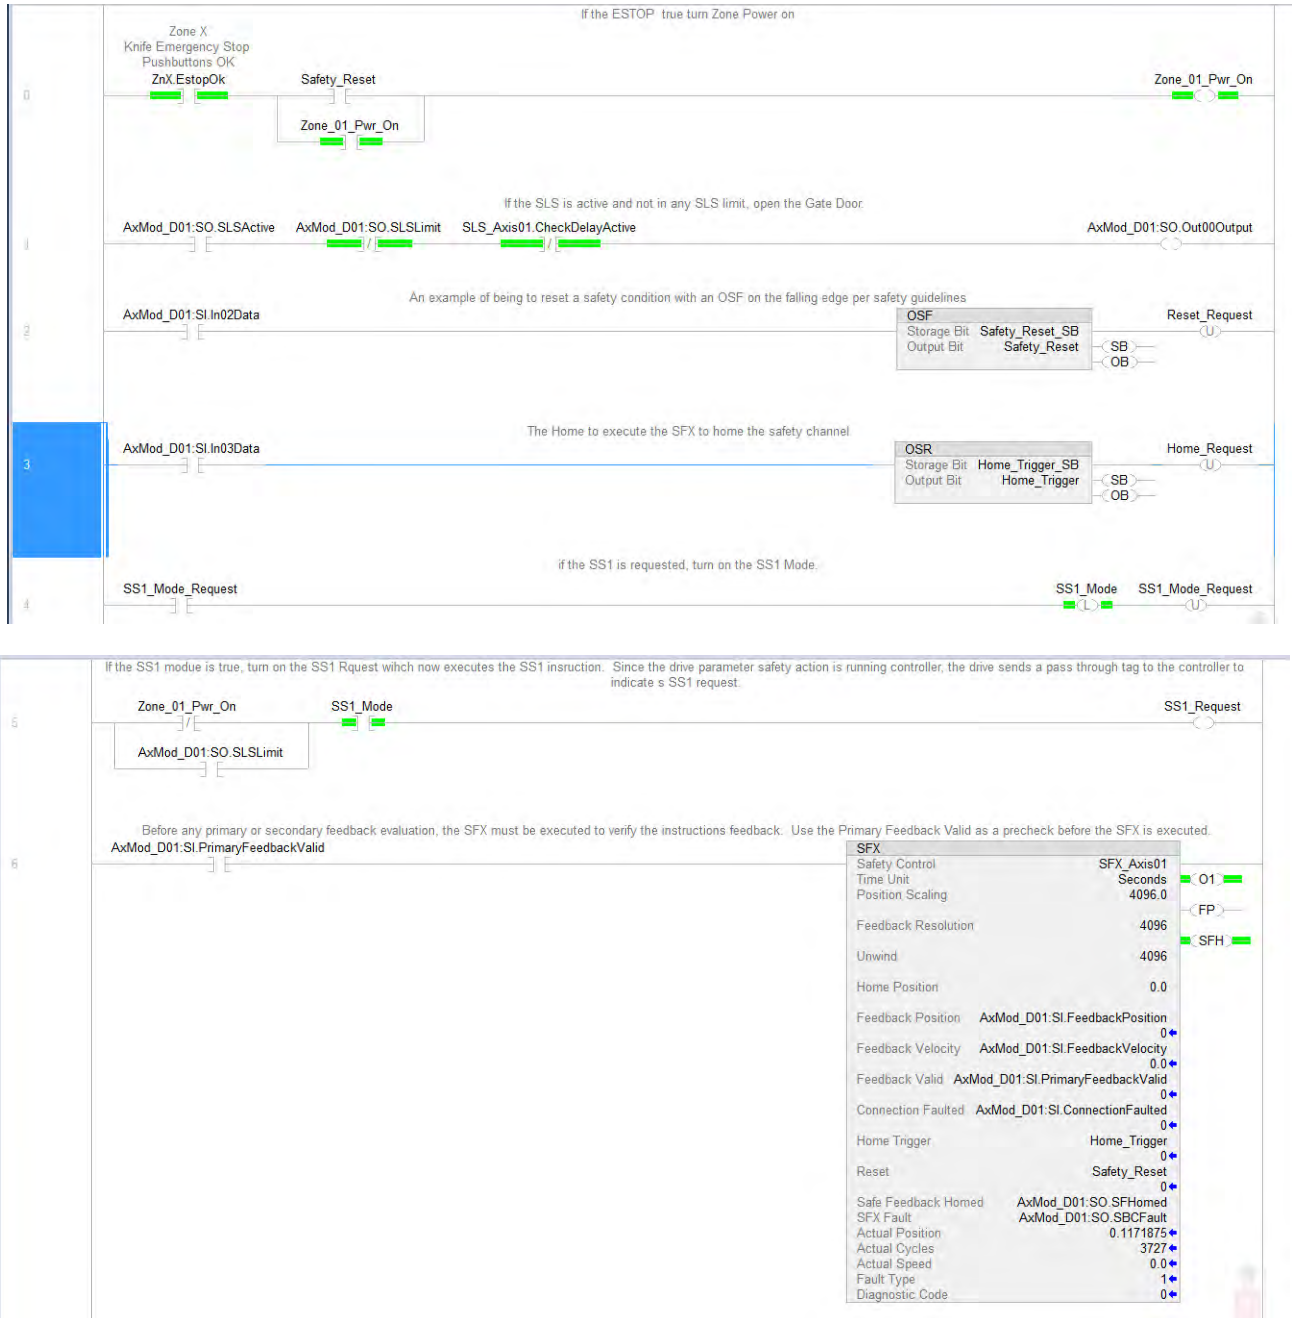 If the ESTOP  true turn Zone Power on
Zone X
Knife Emergency Stop
Pushbuttons OK
ZnX.EstopOk
Safety_Reset
Zone_01_Pwr_On
0
Zone_01_Pwr_On
If the SLS is active and not in any SLS limit, open the Gate Door.
AxMod_D01:SO.SLSActive
AxMod_D01:SO.SLSLimit
SLS_Axis01.CheckDelayActive
AxMod_D01:SO.Out00Output
1
An example of being to reset a safety condition with an OSF on the falling edge per safety guidelines
AxMod_D01:SI.In02Data
OSF
Reset_Request
2
Storage Bit Safety_Reset_SB
U
Output Bit Safety_Reset
SB
OB
The Home to execute the SFX to home the safety channel
AxMod_D01:SI.In03Data
OSR
Home_Request
3
Storage Bit Home_Trigger_SB
U
Output Bit Home_Trigger
SB
OB
if the SS1 is requested, turn on the SS1 Mode.
SS1_Mode_Request
SS1_Mode
SS1_Mode_Request
4
L
U
If the SS1 modue is true, turn on the SS1 Rquest wihch now executes the SS1 insruction.  Since the drive parameter safety action is running controller, the drive sends a pass through tag to the controller to
indicate s SS1 request.
Zone_01_Pwr_On
SS1_Mode
SS1_Request
5
AxMod_D01:SO.SLSLimit
Before any primary or secondary feedback evaluation, the SFX must be executed to verify the instructions feedback.  Use the Primary Feedback Valid as a precheck before the SFX is executed.
AxMod_D01:SI.PrimaryFeedbackValid
SFX
6
Safety Control SFX_Axis01
Time Unit Seconds
O1
Position Scaling 4096.0
FP
Feedback Resolution 4096
SFH
Unwind 4096
Home Position 0.0
Feedback Position AxMod_D01:SI.FeedbackPosition
0
Feedback Velocity AxMod_D01:SI.FeedbackVelocity
0.0
Feedback Valid AxMod_D01:SI.PrimaryFeedbackValid
0
Connection Faulted AxMod_D01:SI.ConnectionFaulted
0
Home Trigger Home_Trigger
0
Reset Safety_Reset
0
Safe Feedback Homed AxMod_D01:SO.SFHomed
SFX Fault AxMod_D01:SO.SBCFault
Actual Position 0.1171875
Actual Cycles 3727
Actual Speed 0.0
Fault Type 1
Diagnostic Code 0